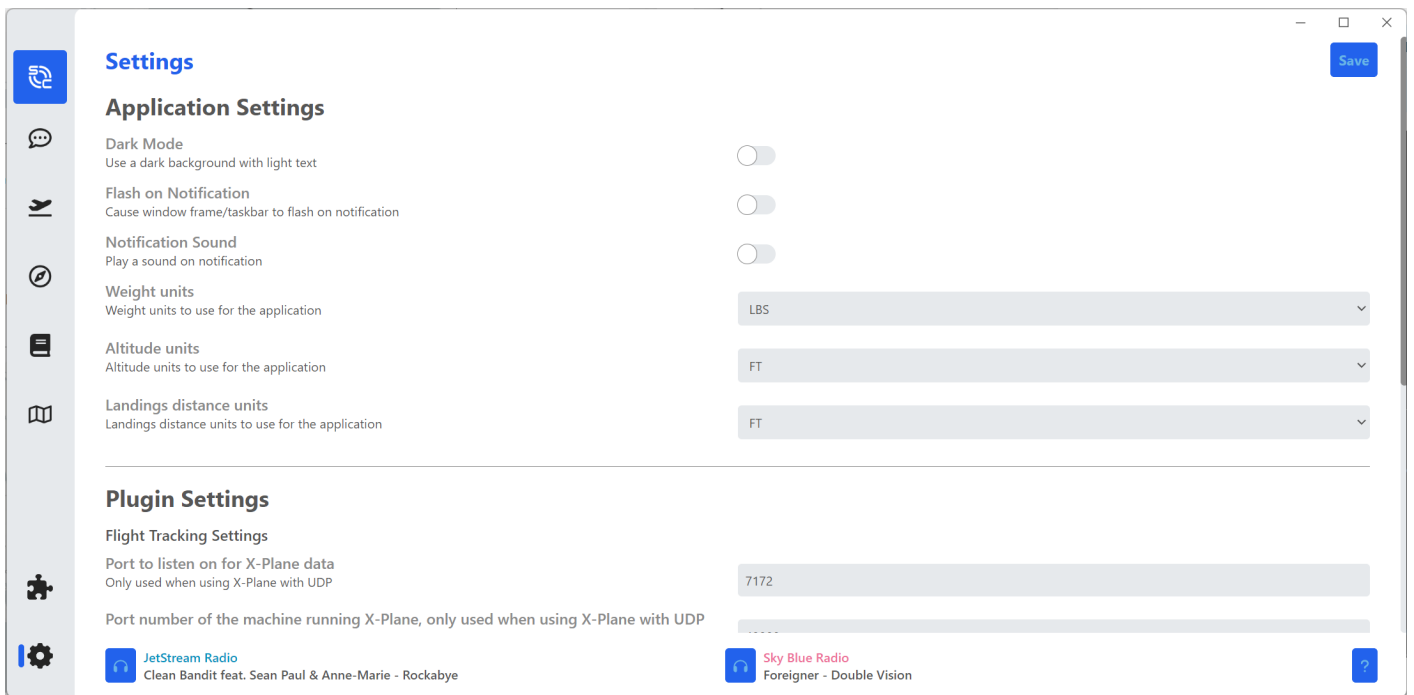 Settings
Save
Application Settings
Dark Mode
Use a dark background with light text
Flash on Notification
Cause window frame/taskbar to flash on notification
Notification Sound
Play a sound on notification
Weight units
Weight units to use for the application
LBS
Altitude units
Altitude units to use for the application
FT
Landings distance units
Landings distance units to use for the application
FT
Plugin Settings
Flight Tracking Settings
Port to listen on for X-Plane data
Only used when using X-Plane with UDP
7172
Port number of the machine running X-Plane, only used when using X-Plane with UDP
JetStream Radio
Clean Bandit feat. Sean Paul & Anne-Marie - Rockabye
Sky Blue Radio
Foreigner - Double Vision
?